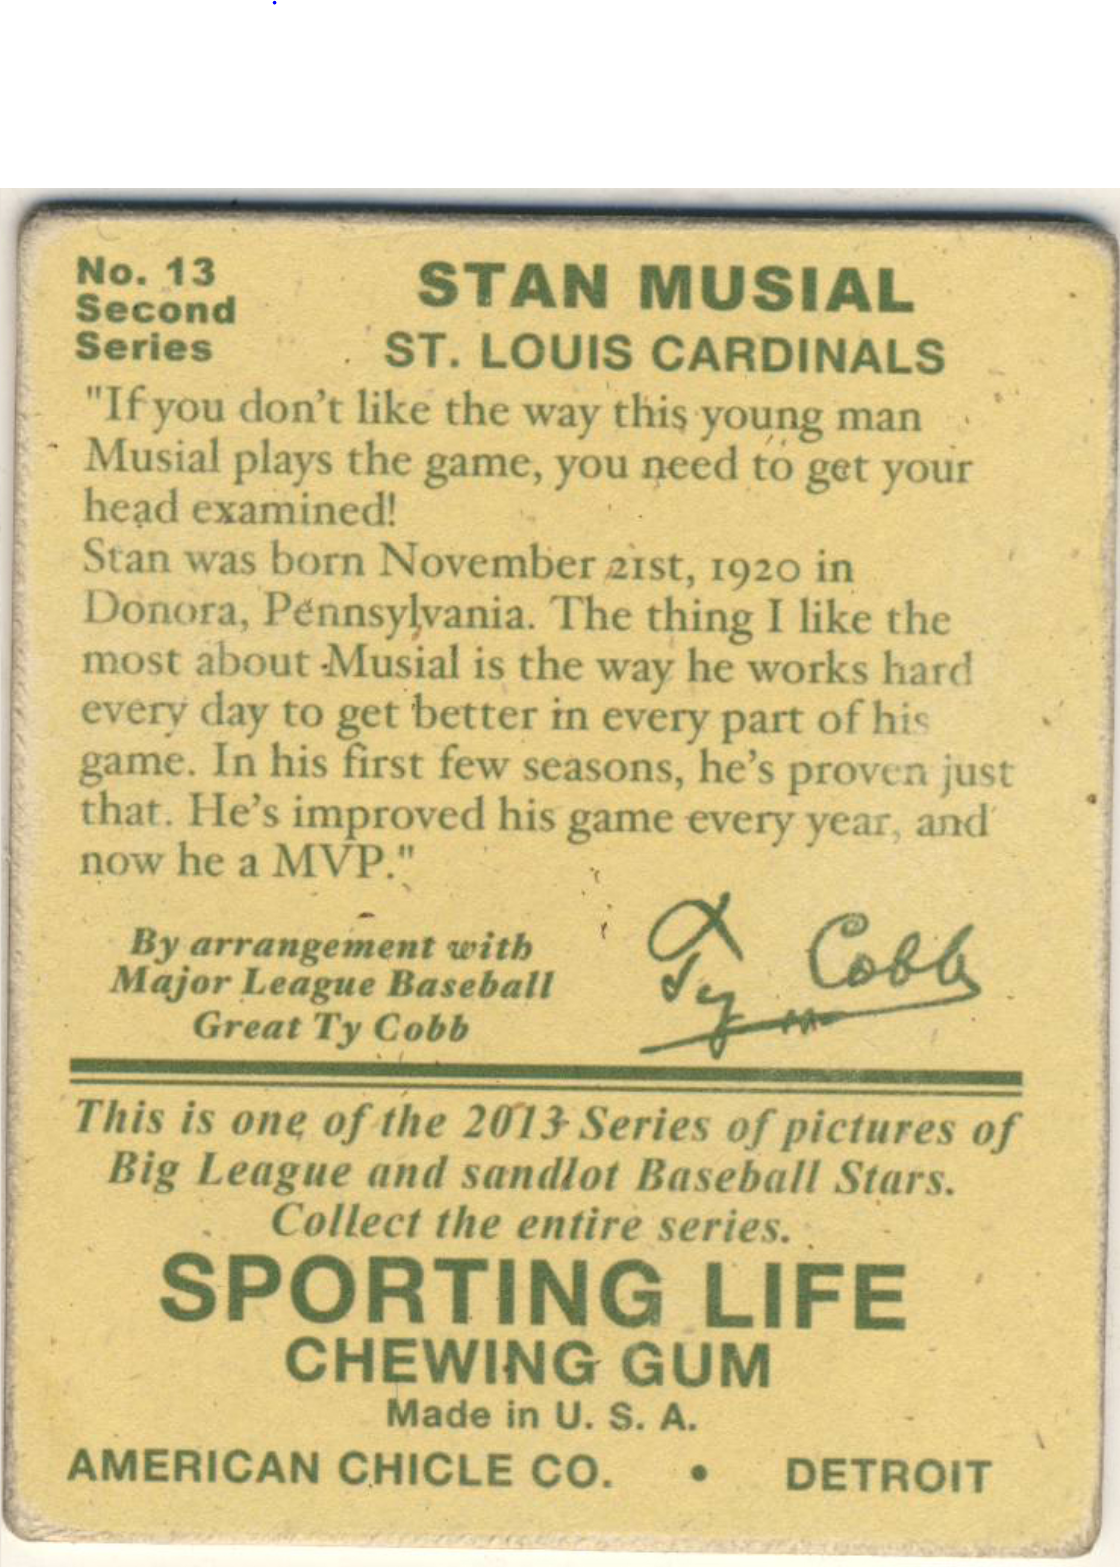 No. 13
Second
Series
STAN MUSIAL
ST. LOUIS CARDINALS
"If you don't like the way this young man
Musial plays the game, you need to get your
head examined!
Stan was born November 21st, 1920 in
Donora, Pennsylvania. The thing I like the
most about Musial is the way he works hard
every day to get better in every part of his
game. In his first few seasons, he's proven just
that. He's improved his game every year, and
now he a MVP."
By arrangement with
Major League Baseball
Great Ty Cobb
Ty Cobb
This is one of the 2013 Series of pictures of
Big League and sandlot Baseball Stars.
Collect the entire series.
SPORTING LIFE
CHEWING GUM
Made in U. S. A.
AMERICAN CHICLE CO. • DETROIT